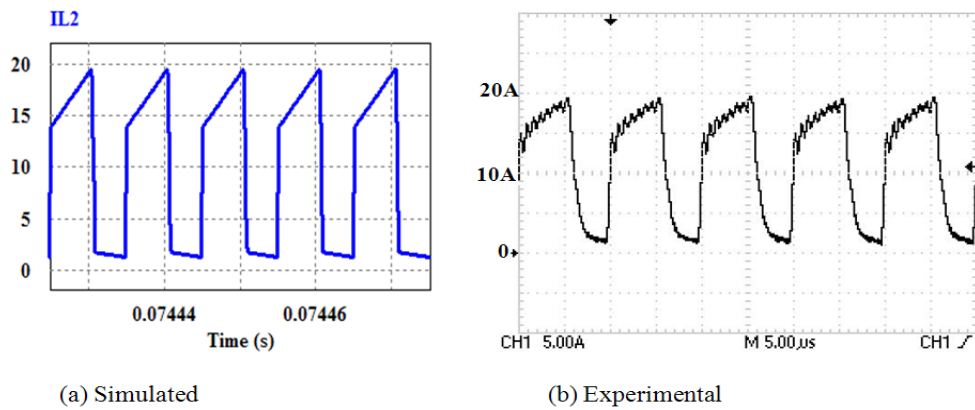 IL2
20
15
10
5
0
0.07444 0.07446
Time (s)
(a) Simulated
20A
10A
0
CH1 5.00A M 5.00µs CH1
(b) Experimental